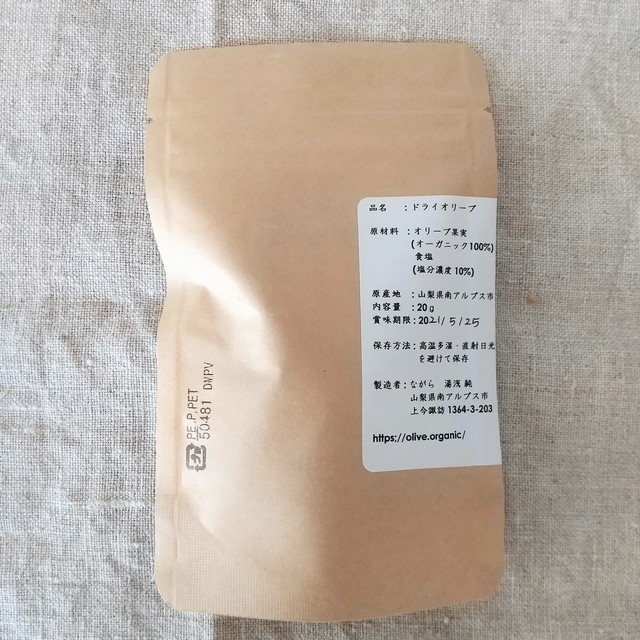 品名 : ドライオリーブ
原材料 : オリーブ果実
(オーガニック100%)
食塩
(塩分濃度10%)
原産地 : 山梨県南アルプス市
内容量 : 20g
賞味期限 : 2021/5/25
保存方法 : 高温多湿・直射日光
を避けて保存
製造者 : ながら 湯浅 純
山梨県南アルプス市
上今諏訪 1364-3-203
https://olive.organic/
プラ
PE.P.PET
50481 DNPV